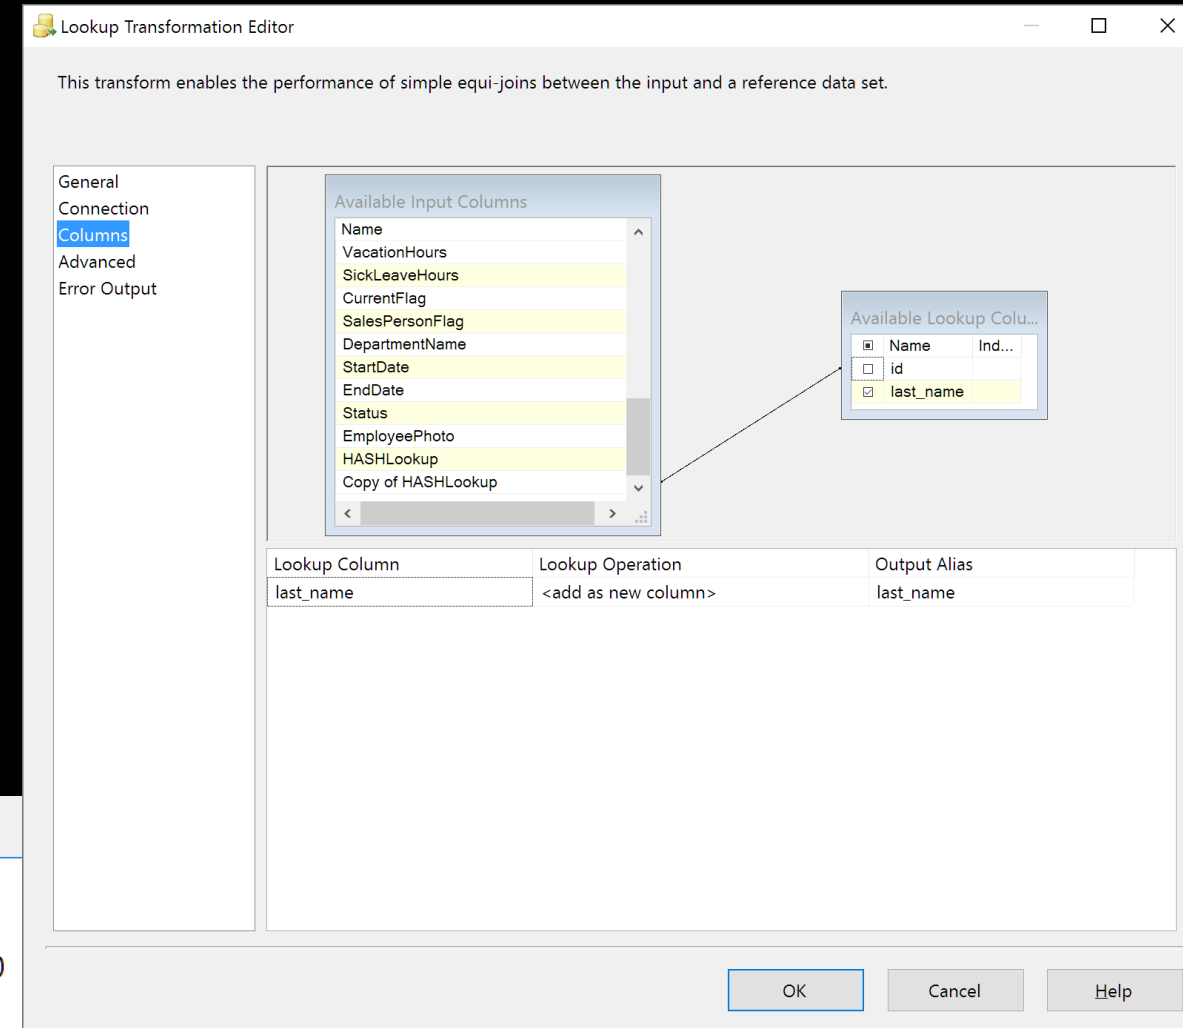 Lookup Transformation Editor
This transform enables the performance of simple equi-joins between the input and a reference data set.
General
Connection
Columns
Advanced
Error Output
Available Input Columns
Name
VacationHours
SickLeaveHours
CurrentFlag
SalesPersonFlag
DepartmentName
StartDate
EndDate
Status
EmployeePhoto
HASHLookup
Copy of HASHLookup
Available Lookup Colu...
Name Ind...
id
last_name
Lookup Column Lookup Operation Output Alias
last_name <add as new column> last_name
)
OK Cancel Help